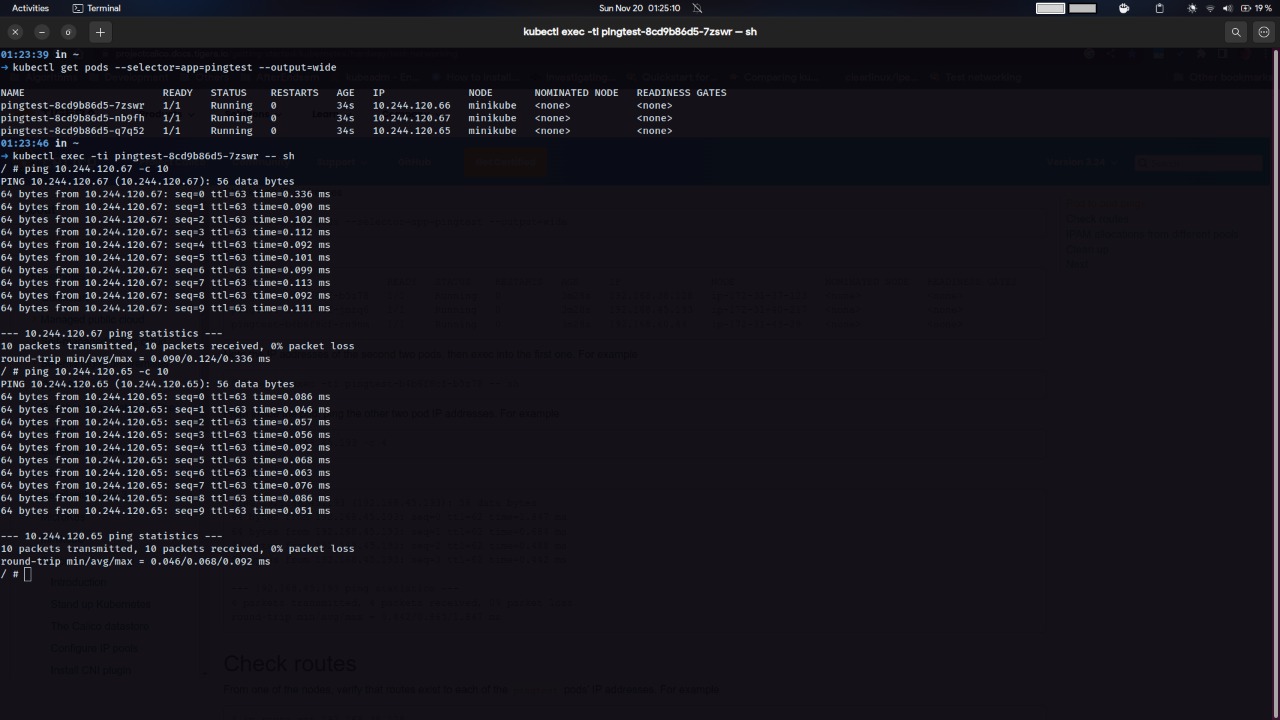 Activities
Terminal
Sun Nov 20 01:25:10
19 %
kubectl exec -ti pingtest-8cd9b86d5-7zswr — sh
01:23:39 in ~
➜ kubectl get pods --selector=app=pingtest --output=wide
NAME READY STATUS RESTARTS AGE IP NODE NOMINATED NODE READINESS GATES
pingtest-8cd9b86d5-7zswr 1/1 Running 0 34s 10.244.120.66 minikube <none> <none>
pingtest-8cd9b86d5-nb9fh 1/1 Running 0 34s 10.244.120.67 minikube <none> <none>
pingtest-8cd9b86d5-q7q52 1/1 Running 0 34s 10.244.120.65 minikube <none> <none>
01:23:46 in ~
➜ kubectl exec -ti pingtest-8cd9b86d5-7zswr -- sh
/ # ping 10.244.120.67 -c 10
PING 10.244.120.67 (10.244.120.67): 56 data bytes
64 bytes from 10.244.120.67: seq=0 ttl=63 time=0.336 ms
64 bytes from 10.244.120.67: seq=1 ttl=63 time=0.090 ms
64 bytes from 10.244.120.67: seq=2 ttl=63 time=0.102 ms
64 bytes from 10.244.120.67: seq=3 ttl=63 time=0.112 ms
64 bytes from 10.244.120.67: seq=4 ttl=63 time=0.092 ms
64 bytes from 10.244.120.67: seq=5 ttl=63 time=0.101 ms
64 bytes from 10.244.120.67: seq=6 ttl=63 time=0.099 ms
64 bytes from 10.244.120.67: seq=7 ttl=63 time=0.113 ms
64 bytes from 10.244.120.67: seq=8 ttl=63 time=0.092 ms
64 bytes from 10.244.120.67: seq=9 ttl=63 time=0.111 ms
--- 10.244.120.67 ping statistics ---
10 packets transmitted, 10 packets received, 0% packet loss
round-trip min/avg/max = 0.090/0.124/0.336 ms
/ # ping 10.244.120.65 -c 10
PING 10.244.120.65 (10.244.120.65): 56 data bytes
64 bytes from 10.244.120.65: seq=0 ttl=63 time=0.086 ms
64 bytes from 10.244.120.65: seq=1 ttl=63 time=0.046 ms
64 bytes from 10.244.120.65: seq=2 ttl=63 time=0.057 ms
64 bytes from 10.244.120.65: seq=3 ttl=63 time=0.056 ms
64 bytes from 10.244.120.65: seq=4 ttl=63 time=0.092 ms
64 bytes from 10.244.120.65: seq=5 ttl=63 time=0.068 ms
64 bytes from 10.244.120.65: seq=6 ttl=63 time=0.063 ms
64 bytes from 10.244.120.65: seq=7 ttl=63 time=0.076 ms
64 bytes from 10.244.120.65: seq=8 ttl=63 time=0.086 ms
64 bytes from 10.244.120.65: seq=9 ttl=63 time=0.051 ms
--- 10.244.120.65 ping statistics ---
10 packets transmitted, 10 packets received, 0% packet loss
round-trip min/avg/max = 0.046/0.068/0.092 ms
/ #
Introduction
Stand up Kubernetes
Configure IP pools
Install CNI plugin
Check routes